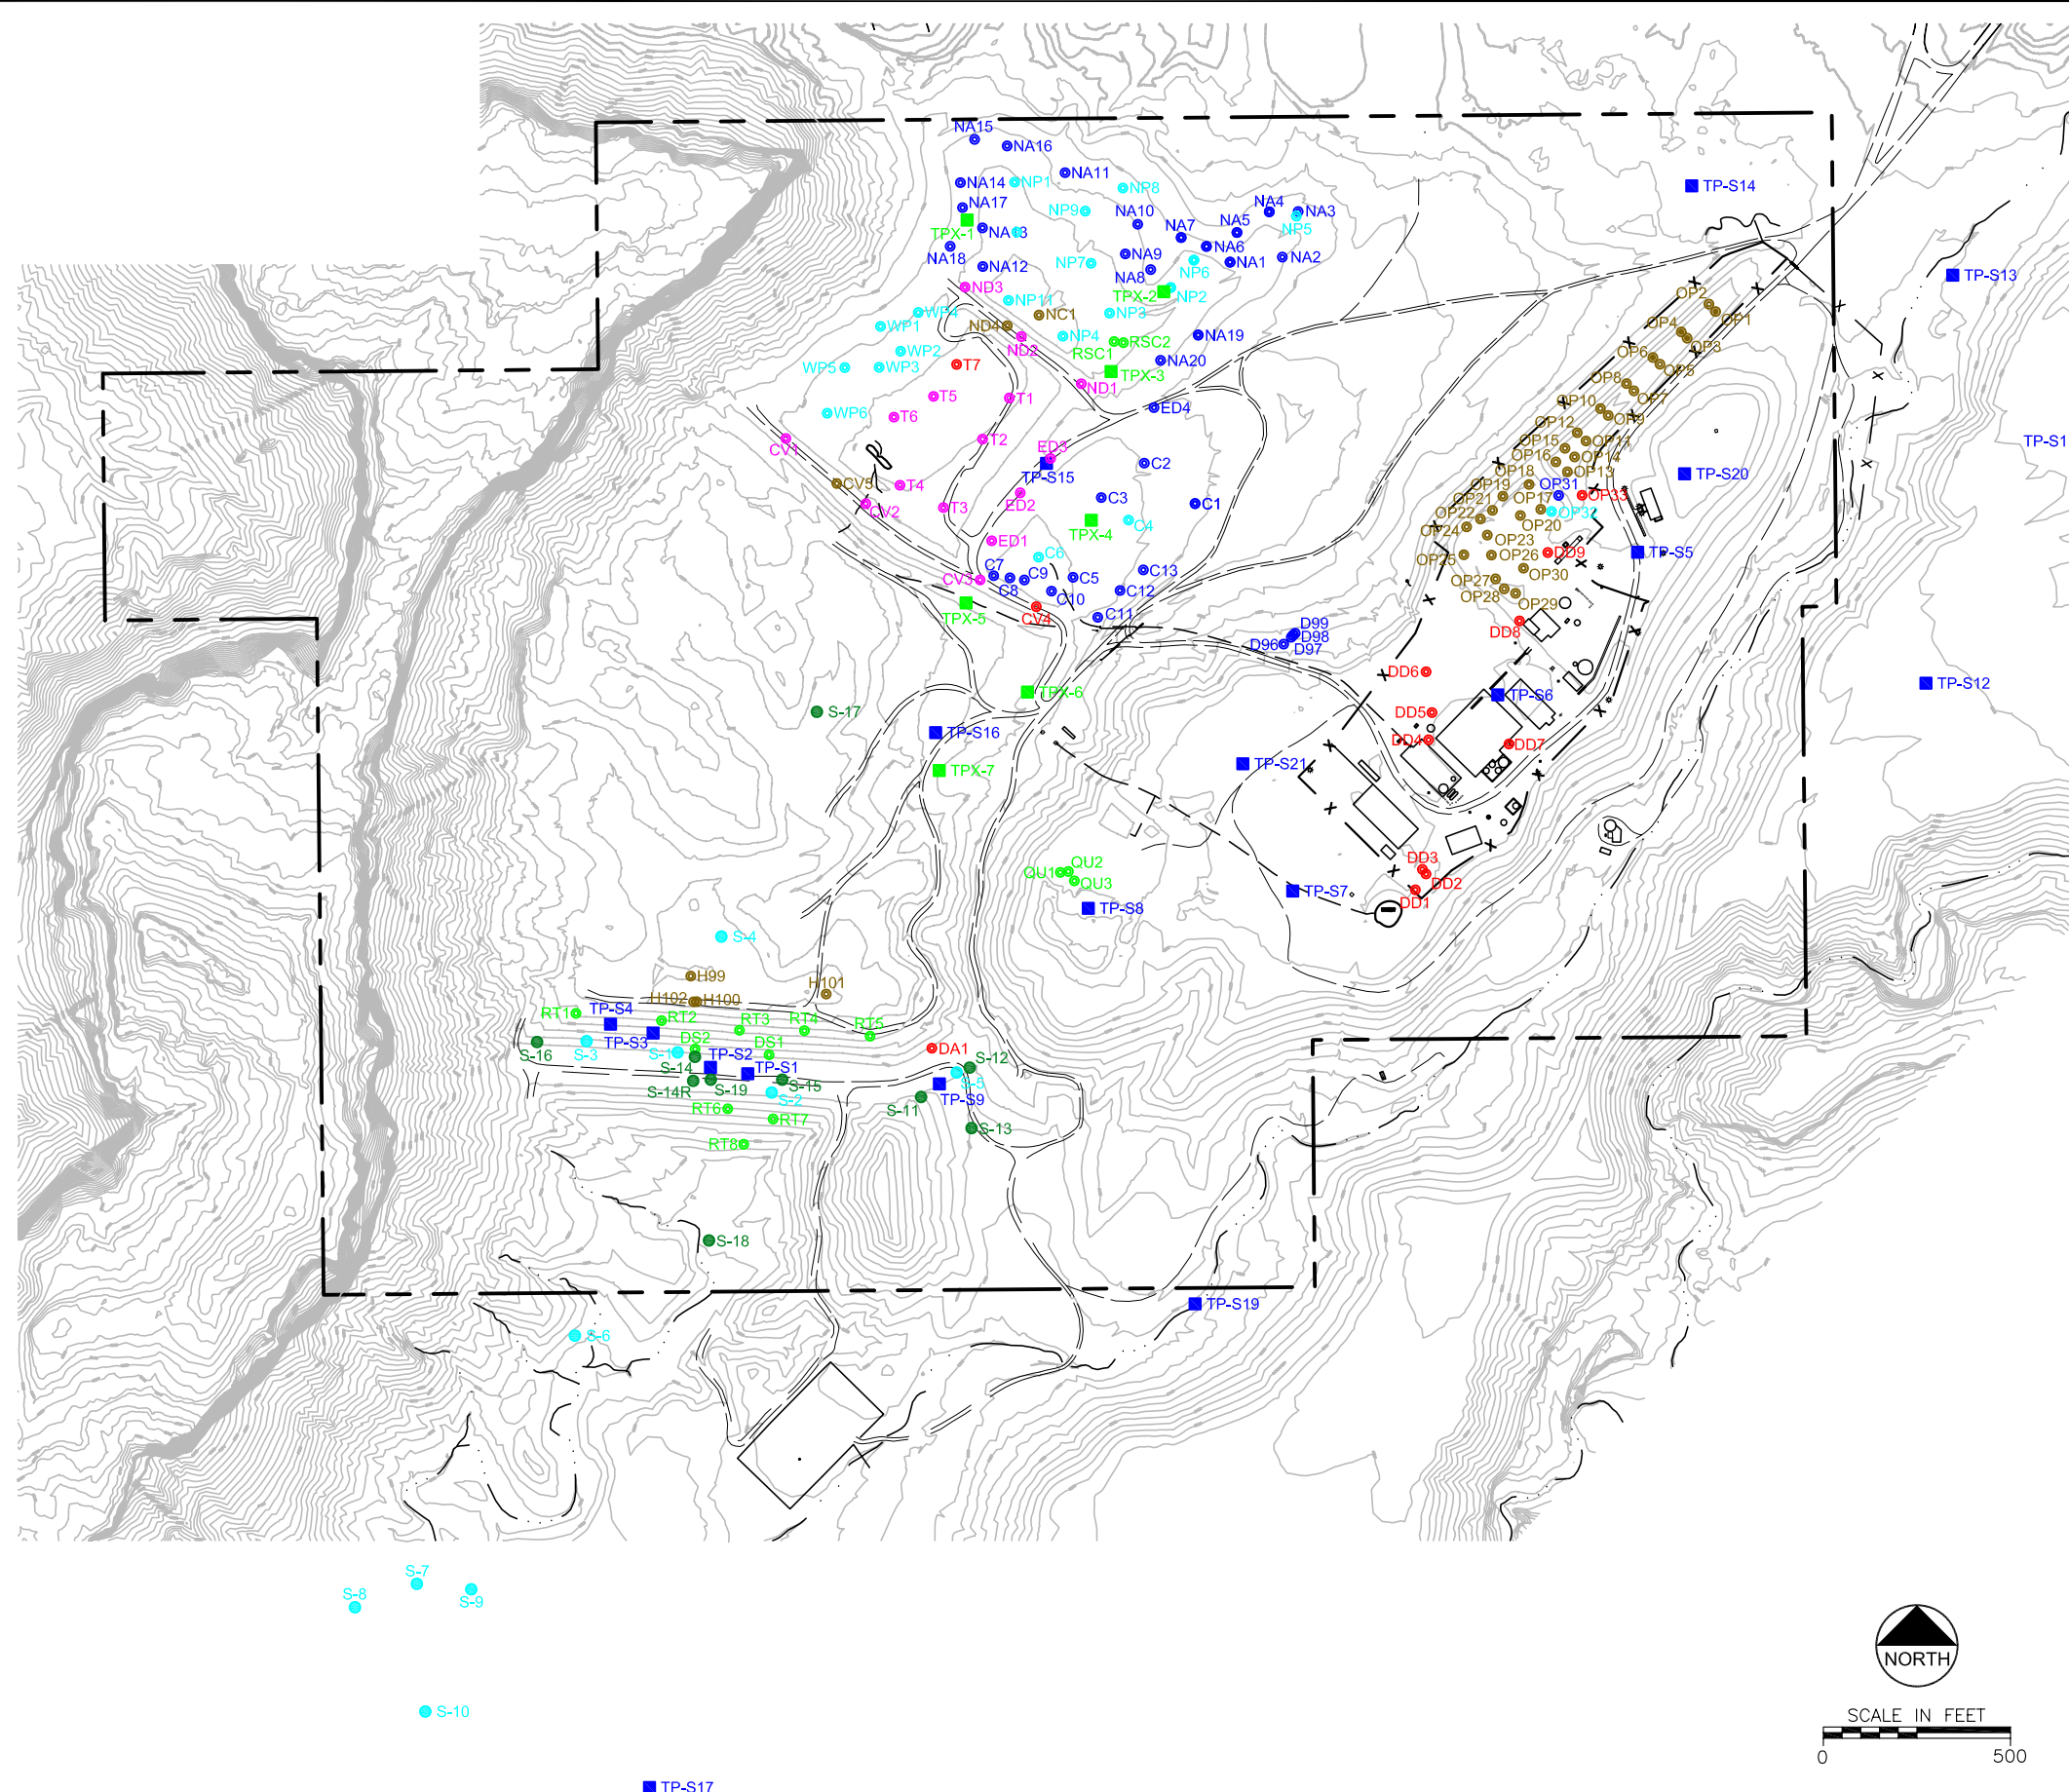 NA15
NA16
NA11
NA14
NP1
NP8
TP-S14
NA17
NP9
NA10
NA7
NA4
NA3
NA5
TPX-1
NA13
NP5
NA18
NA9
NA6
NA12
NP7
NA8
NP6
NA1
NA2
TP-S13
ND3
TPX-2
NP2
NP11
OP2
OP1
WP4
NC1
NP3
WP1
ND4
OP4
ND2
NP4
NA19
OP3
WP2
RSC1
RSC2
OP6
WP5
WP3
T7
NA20
OP5
TPX-3
OP8
ND1
OP7
T5
T1
ED4
OP10
WP6
T6
OP9
OP12
CV1
T2
OP15
OP11
TP-S1
ED3
OP16
OP14
TP-S15
C2
OP18
OP13
TP-S20
CV5
T4
OP19
OP31
OP33
ED2
C3
OP21
OP17
CV2
T3
C1
OP22
OP32
TPX-4
C4
OP24
OP20
ED1
OP23
C6
OP25
OP26
DD9
TP-S5
C7
C9
C5
C13
OP30
CV3
C8
C10
C12
OP27
OP28
OP29
TPX-5
CV4
C11
D99
DD8
D98
D96
D97
DD6
TPX-6
TP-S6
TP-S12
S-17
DD5
TP-S16
DD4
DD7
TPX-7
TP-S21
QU2
DD3
QU1
QU3
DD2
TP-S7
DD1
TP-S8
S-4
H99
H101
H102
H100
RT1
TP-S4
RT2
RT3
RT4
RT5
TP-S3
DS2
DS1
S-16
S-3
S-1
TP-S2
DA1
S-12
S-14
TP-S1
S-5
S-14R
S-19
S-15
S-2
S-11
TP-S9
RT6
RT7
S-13
RT8
S-18
TP-S19
S-6
S-7
S-8
S-9
NORTH
S-10
SCALE IN FEET
0 500
TP-S17